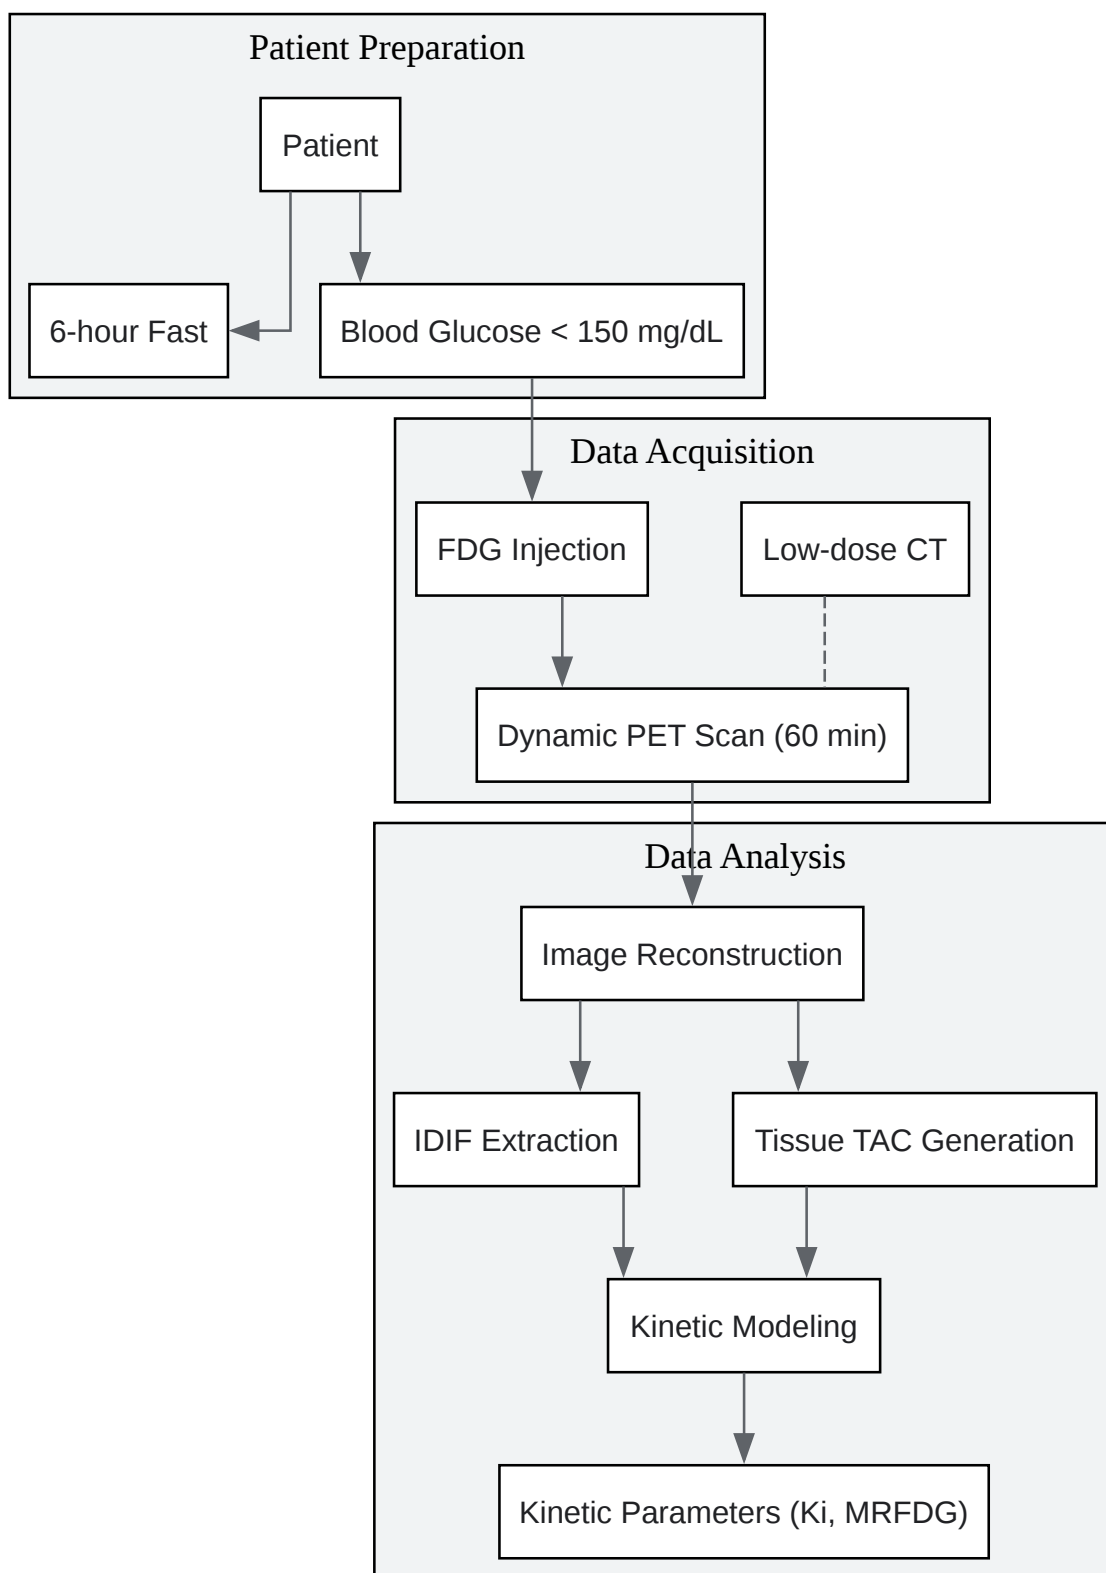 Patient Preparation
Patient
6-hour Fast
Blood Glucose < 150 mg/dL
Data Acquisition
FDG Injection
Low-dose CT
Dynamic PET Scan (60 min)
Data Analysis
Image Reconstruction
IDIF Extraction
Tissue TAC Generation
Kinetic Modeling
Kinetic Parameters (Ki, MRFDG)